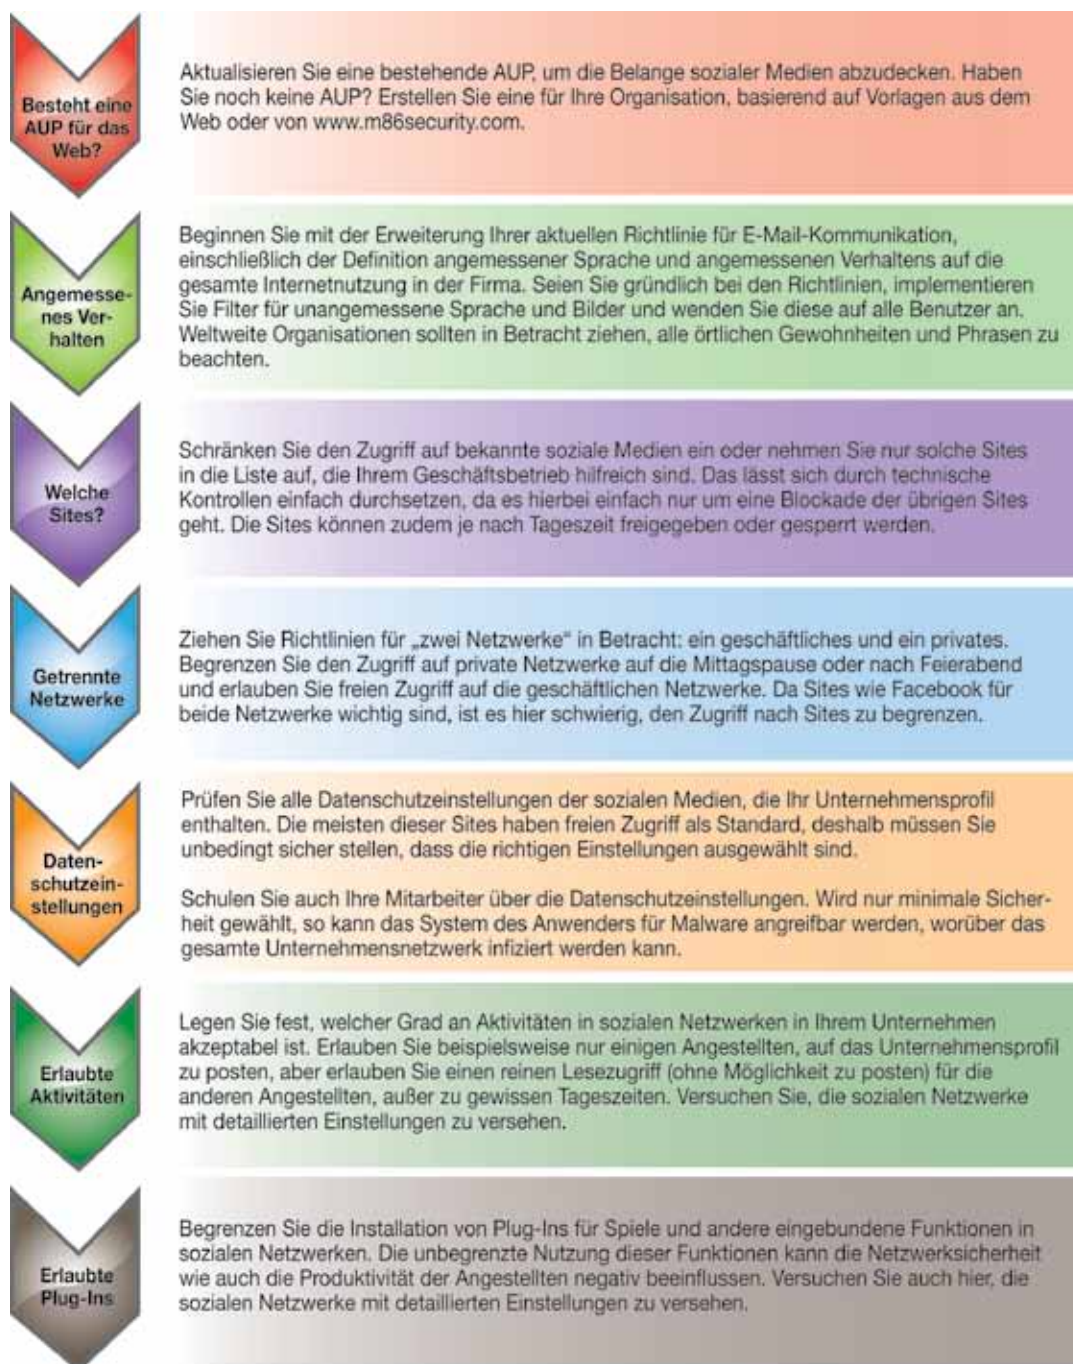 Besteht eine
AUP für das
Web?
Aktualisieren Sie eine bestehende AUP, um die Belange sozialer Medien abzudecken. Haben
Sie noch keine AUP? Erstellen Sie eine für Ihre Organisation, basierend auf Vorlagen aus dem
Web oder von www.m86security.com.
Angemesse-
nes Ver-
halten
Beginnen Sie mit der Erweiterung Ihrer aktuellen Richtlinie für E-Mail-Kommunikation,
einschließlich der Definition angemessener Sprache und angemessenen Verhaltens auf die
gesamte Internetnutzung in der Firma. Seien Sie gründlich bei den Richtlinien, implementieren
Sie Filter für unangemessene Sprache und Bilder und wenden Sie diese auf alle Benutzer an.
Weltweite Organisationen sollten in Betracht ziehen, alle örtlichen Gewohnheiten und Phrasen zu
beachten.
Welche
Sites?
Schränken Sie den Zugriff auf bekannte soziale Medien ein oder nehmen Sie nur solche Sites
in die Liste auf, die Ihrem Geschäftsbetrieb hilfreich sind. Das lässt sich durch technische
Kontrollen einfach durchsetzen, da es hierbei einfach nur um eine Blockade der übrigen Sites
geht. Die Sites können zudem je nach Tageszeit freigegeben oder gesperrt werden.
Getrennte
Netzwerke
Ziehen Sie Richtlinien für „zwei Netzwerke“ in Betracht: ein geschäftliches und ein privates.
Begrenzen Sie den Zugriff auf private Netzwerke auf die Mittagspause oder nach Feierabend
und erlauben Sie freien Zugriff auf die geschäftlichen Netzwerke. Da Sites wie Facebook für
beide Netzwerke wichtig sind, ist es hier schwierig, den Zugriff nach Sites zu begrenzen.
Daten-
schutzein-
stellungen
Prüfen Sie alle Datenschutzeinstellungen der sozialen Medien, die Ihr Unternehmensprofil
enthalten. Die meisten dieser Sites haben freien Zugriff als Standard, deshalb müssen Sie
unbedingt sicher stellen, dass die richtigen Einstellungen ausgewählt sind.
Schulen Sie auch Ihre Mitarbeiter über die Datenschutzeinstellungen. Wird nur minimale Sicher-
heit gewählt, so kann das System des Anwenders für Malware angreifbar werden, worüber das
gesamte Unternehmensnetzwerk infiziert werden kann.
Erlaubte
Aktivitäten
Legen Sie fest, welcher Grad an Aktivitäten in sozialen Netzwerken in Ihrem Unternehmen
akzeptabel ist. Erlauben Sie beispielsweise nur einigen Angestellten, auf das Unternehmensprofil
zu posten, aber erlauben Sie einen reinen Lesezugriff (ohne Möglichkeit zu posten) für die
anderen Angestellten, außer zu gewissen Tageszeiten. Versuchen Sie, die sozialen Netzwerke
mit detaillierten Einstellungen zu versehen.
Erlaubte
Plug-Ins
Begrenzen Sie die Installation von Plug-Ins für Spiele und andere eingebundene Funktionen in
sozialen Netzwerken. Die unbegrenzte Nutzung dieser Funktionen kann die Netzwerksicherheit
wie auch die Produktivität der Angestellten negativ beeinflussen. Versuchen Sie auch hier, die
sozialen Netzwerke mit detaillierten Einstellungen zu versehen.